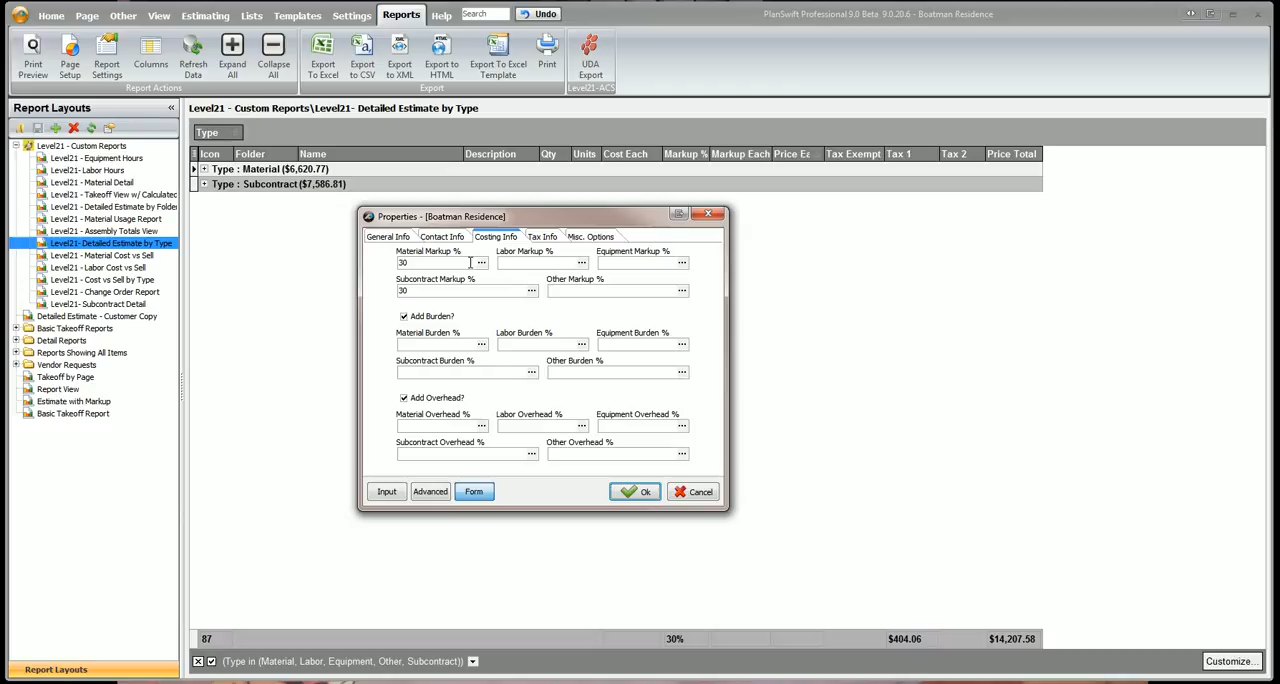 Home Page Other View Estimating Lists Templates Settings Reports Help Search Undo PlanSwift Professional 9.0 Beta 9.0.20.6 - Boatman Residence
Print Preview Page Setup Report Settings Columns Refresh Data Expand All Collapse All Export To Excel Export to CSV Export to XML Export to HTML Export To Excel Template Print UDA Export
Report Actions Export Level21-ACS
Report Layouts «
Level21 - Custom Reports
Level21 - Equipment Hours
Level21- Labor Hours
Level21 - Material Detail
Level21 - Takeoff View w/ Calculated
Level21 - Detailed Estimate by Folder
Level21 - Material Usage Report
Level21 - Assembly Totals View
Level21- Detailed Estimate by Type
Level21 - Material Cost vs Sell
Level21 - Labor Cost vs Sell
Level21 - Cost vs Sell by Type
Level21 - Change Order Report
Level21- Subcontract Detail
Detailed Estimate - Customer Copy
Basic Takeoff Reports
Detail Reports
Reports Showing All Items
Vendor Requests
Takeoff by Page
Report View
Estimate with Markup
Basic Takeoff Report
Report Layouts
Level21 - Custom Reports\Level21- Detailed Estimate by Type
Type
Icon Folder Name Description Qty Units Cost Each Markup % Markup Each Price Ea Tax Exempt Tax 1 Tax 2 Price Total
Type : Material ($6,620.77)
Type : Subcontract ($7,586.81)
Properties - [Boatman Residence]
General Info Contact Info Costing Info Tax Info Misc. Options
Material Markup % Labor Markup % Equipment Markup %
30
Subcontract Markup % Other Markup %
30
Add Burden?
Material Burden % Labor Burden % Equipment Burden %
Subcontract Burden % Other Burden %
Add Overhead?
Material Overhead % Labor Overhead % Equipment Overhead %
Subcontract Overhead % Other Overhead %
Input Advanced Form Ok Cancel
87 30% $404.06 $14,207.58
(Type in (Material, Labor, Equipment, Other, Subcontract)) Customize...